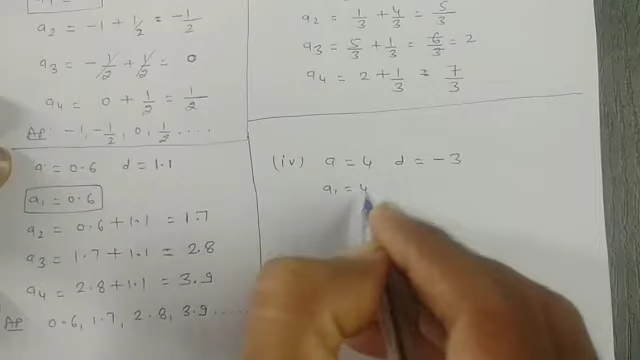 a₂ = -1 + 1/2 = -1/2
a₃ = -1/2 + 1/2 = 0
a₄ = 0 + 1/2 = 1/2
AP: -1, -1/2, 0, 1/2 ....
a₂ = 1/3 + 4/3 = 5/3
a₃ = 5/3 + 1/3 = 6/3 = 2
a₄ = 2 + 1/3 = 7/3
a = 0.6 d = 1.1
a₁ = 0.6
a₂ = 0.6 + 1.1 = 1.7
a₃ = 1.7 + 1.1 = 2.8
a₄ = 2.8 + 1.1 = 3.9
AP 0.6, 1.7, 2.8, 3.9 .....
(iv) a = 4 d = -3
a₁ = 4